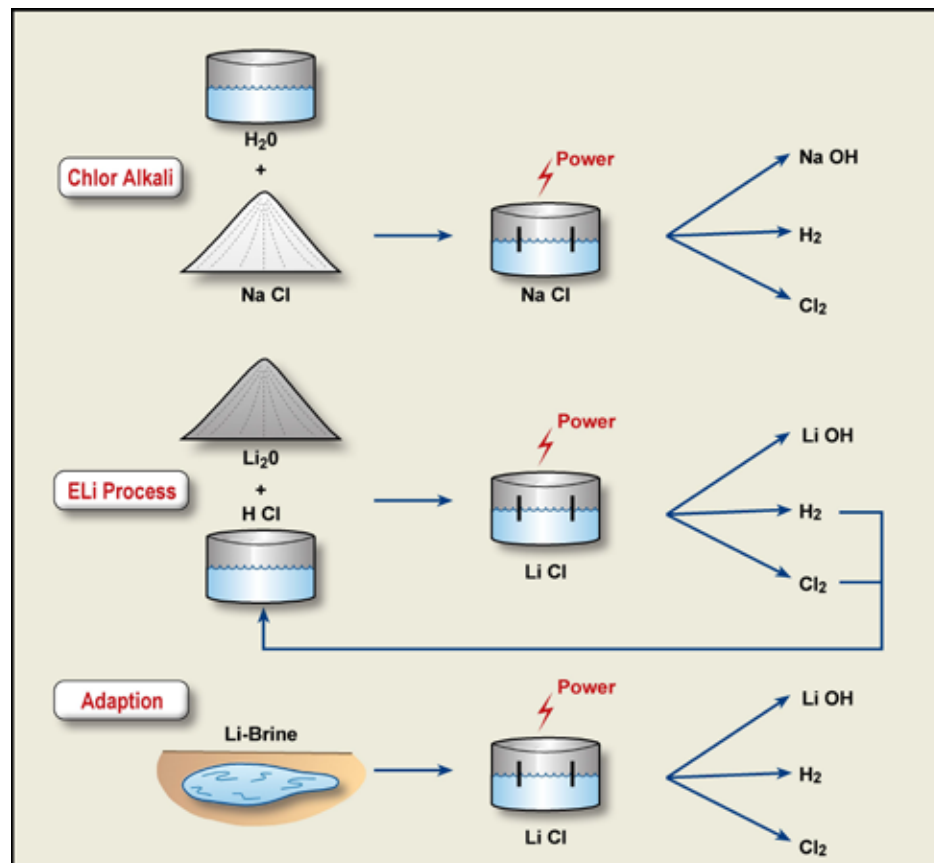 H₂0
+
Chlor Alkali
Na Cl
Power
Na Cl
Na OH
H₂
Cl₂
Li₂0
+
H Cl
ELi Process
Power
Li Cl
Li OH
H₂
Cl₂
Adaption
Li-Brine
Power
Li Cl
Li OH
H₂
Cl₂